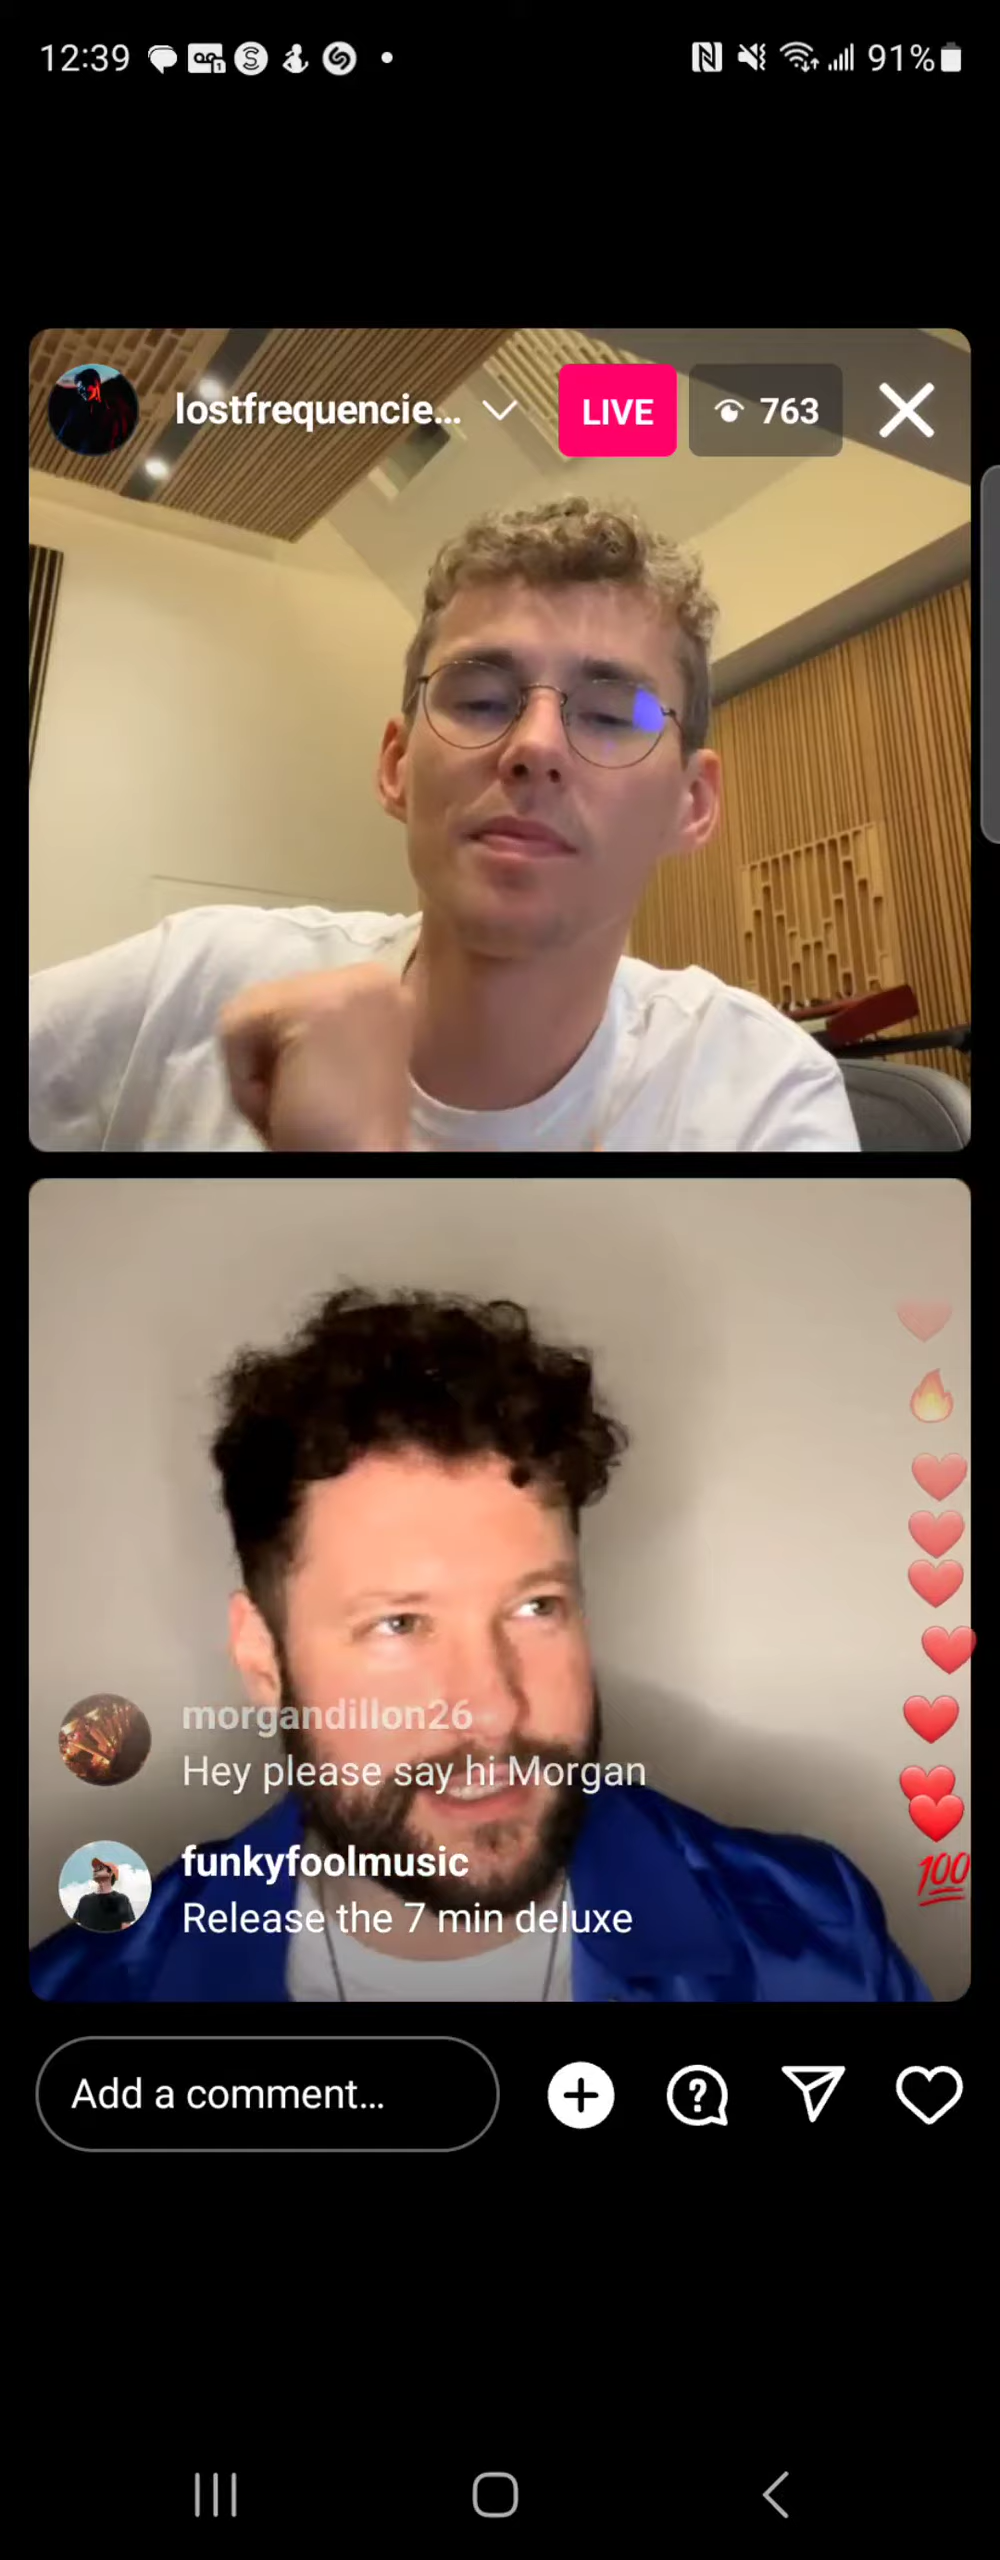 12:39 91%
lostfrequencie... LIVE 763
morgandillon26
Hey please say hi Morgan
funkyfoolmusic
Release the 7 min deluxe
100
Add a comment...